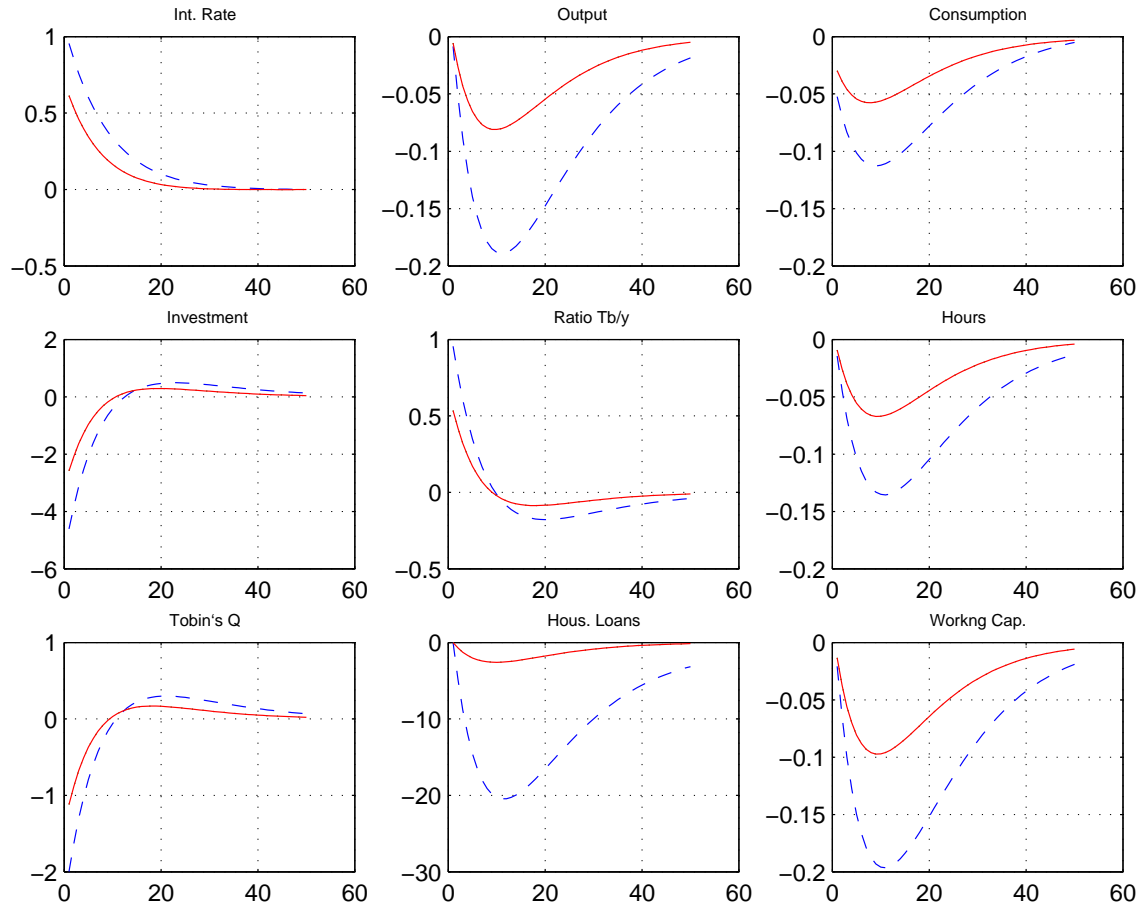 Int. Rate
1
0.5
0
−0.5
0 20 40 60
Output
0
−0.05
−0.1
−0.15
−0.2
0 20 40 60
Consumption
0
−0.05
−0.1
−0.15
−0.2
0 20 40 60
Investment
2
0
−2
−4
−6
0 20 40 60
Ratio Tb/y
1
0.5
0
−0.5
0 20 40 60
Hours
0
−0.05
−0.1
−0.15
−0.2
0 20 40 60
Tobin‘s Q
1
0
−1
−2
0 20 40 60
Hous. Loans
0
−10
−20
−30
0 20 40 60
Workng Cap.
0
−0.05
−0.1
−0.15
−0.2
0 20 40 60